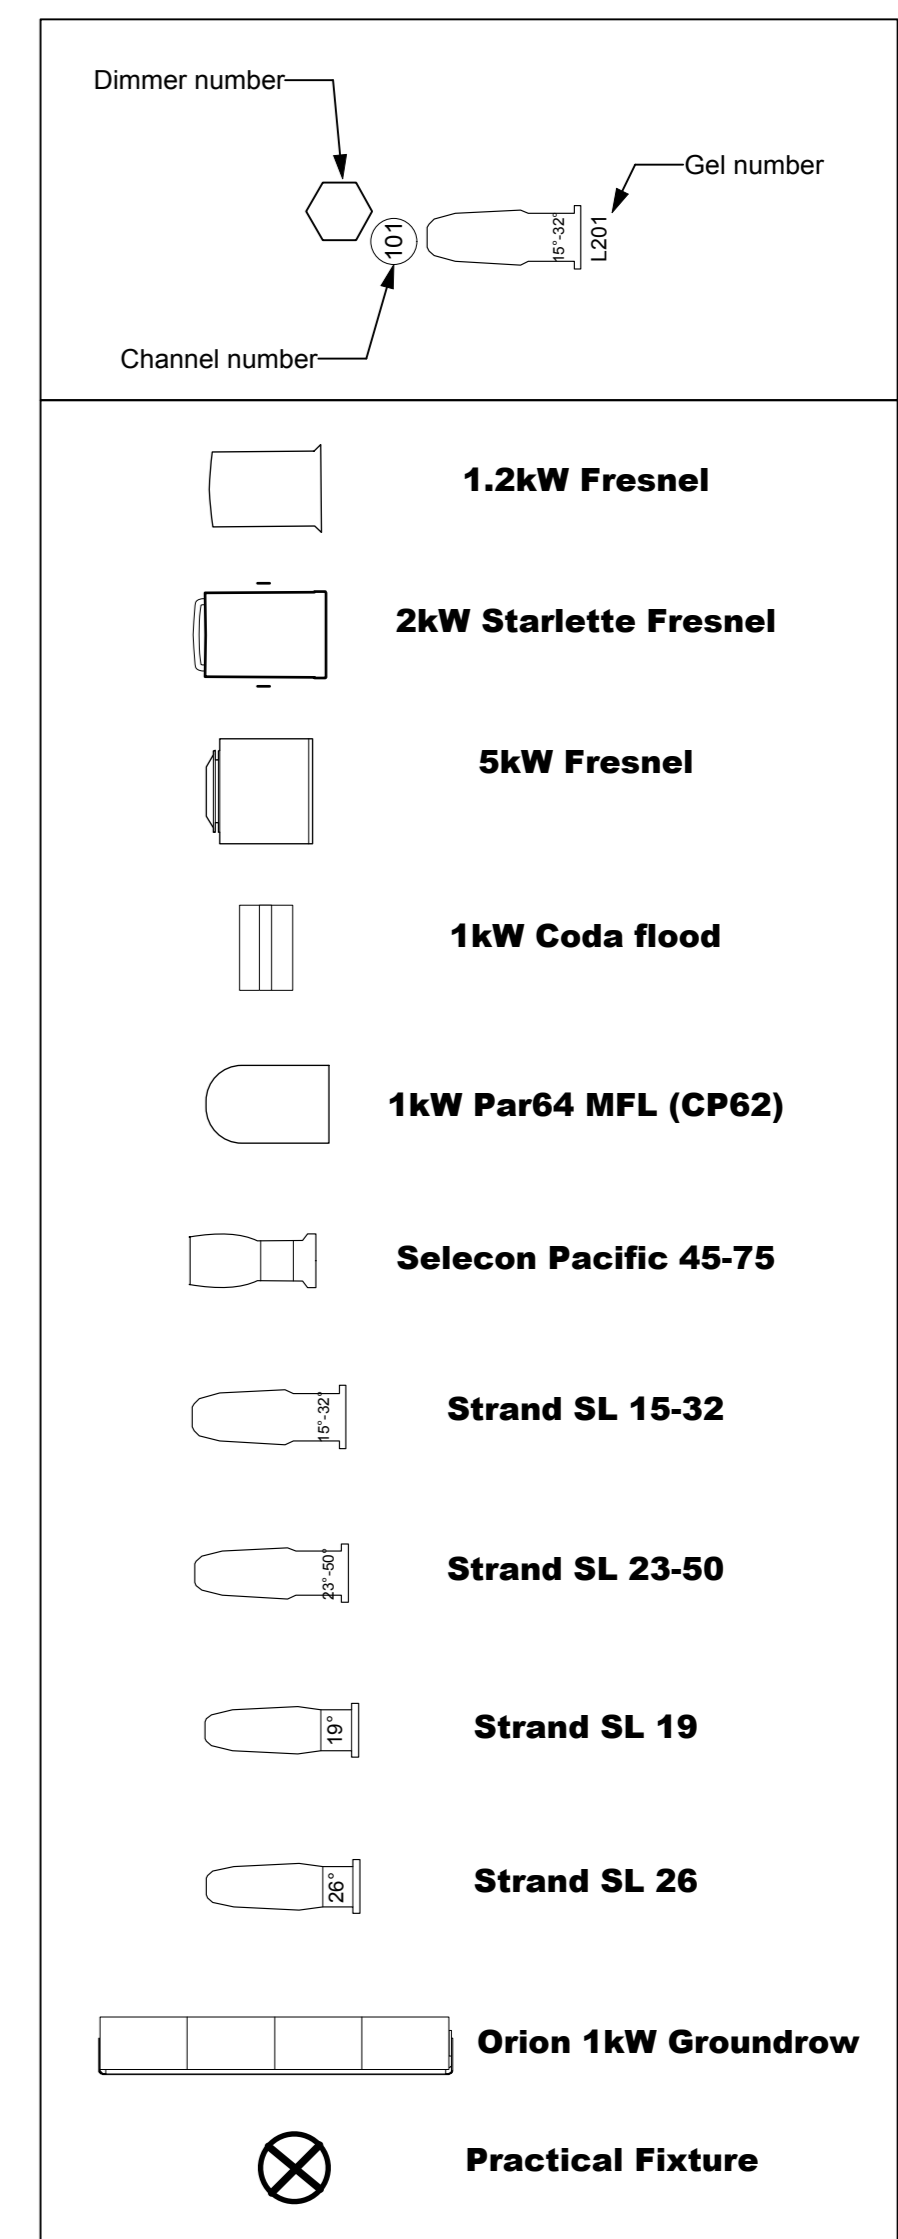 Dimmer number
Gel number
101
15°-32°
L201
Channel number
1.2kW Fresnel
2kW Starlette Fresnel
5kW Fresnel
1kW Coda flood
1kW Par64 MFL (CP62)
Selecon Pacific 45-75
15°-32°
Strand SL 15-32
23°-50°
Strand SL 23-50
19°
Strand SL 19
26°
Strand SL 26
Orion 1kW Groundrow
Practical Fixture